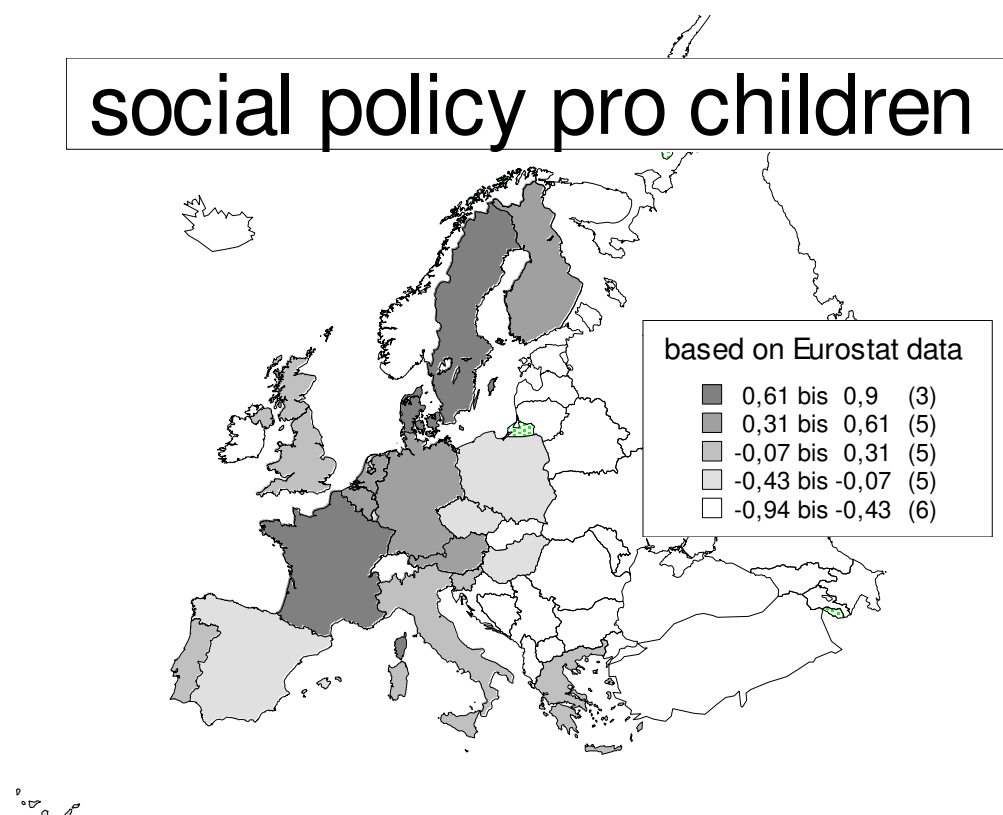 social policy pro children
based on Eurostat data
0,61 bis 0,9 (3)
0,31 bis 0,61 (5)
-0,07 bis 0,31 (5)
-0,43 bis -0,07 (5)
-0,94 bis -0,43 (6)